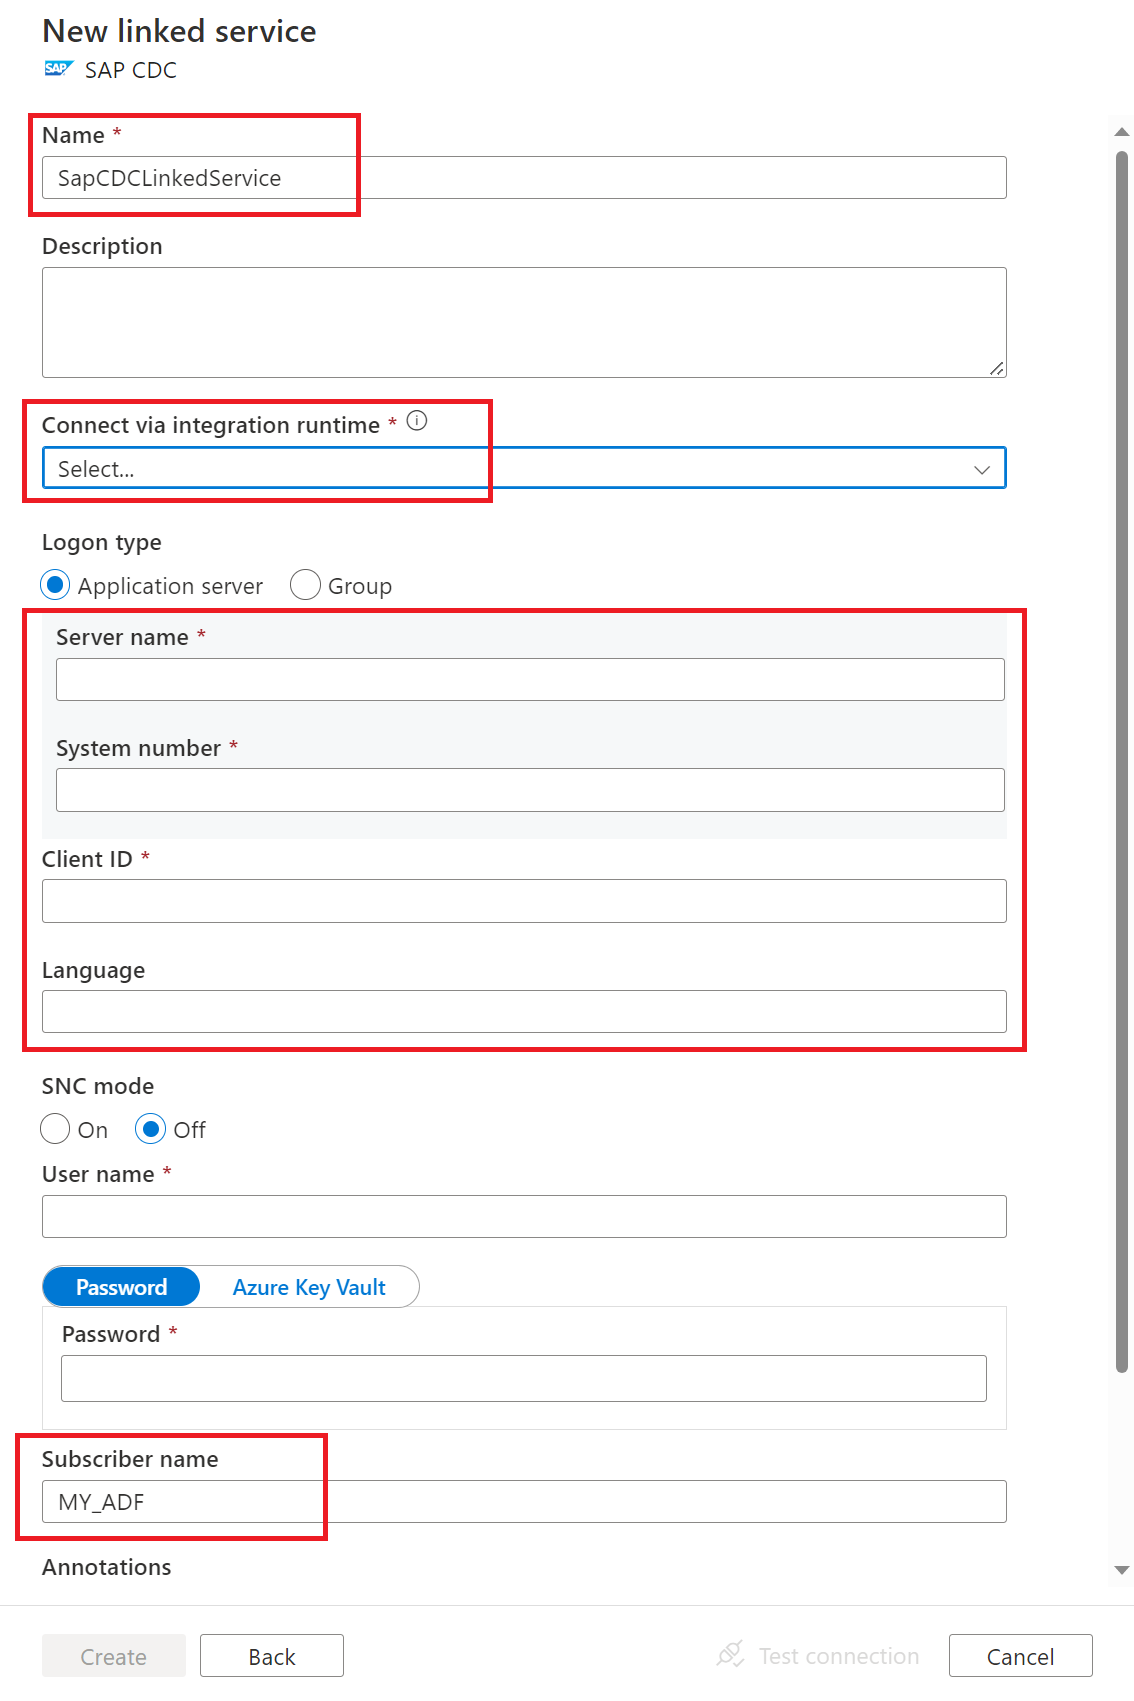 New linked service
SAP SAP CDC
Name *
SapCDCLinkedService
Description
Connect via integration runtime * i
Select...
Logon type
Application server Group
Server name *
System number *
Client ID *
Language
SNC mode
On Off
User name *
Password Azure Key Vault
Password *
Subscriber name
MY_ADF
Annotations
Create Back Test connection Cancel